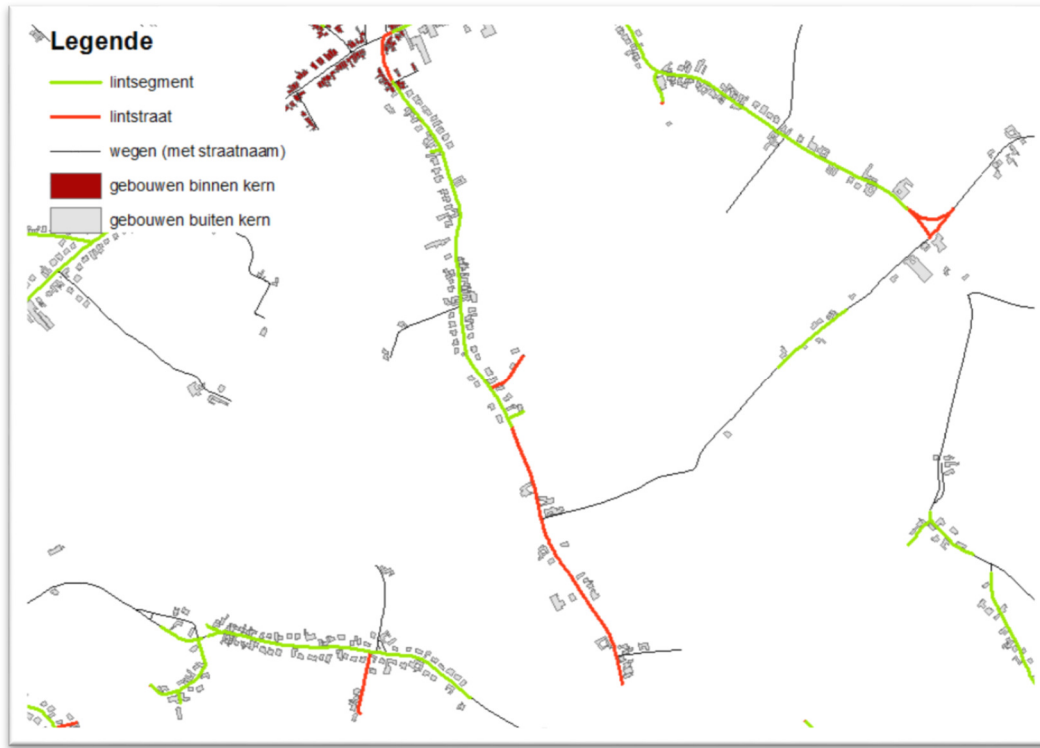 Legende
lintsegment
lintstraat
wegen (met straatnaam)
gebouwen binnen kern
gebouwen buiten kern